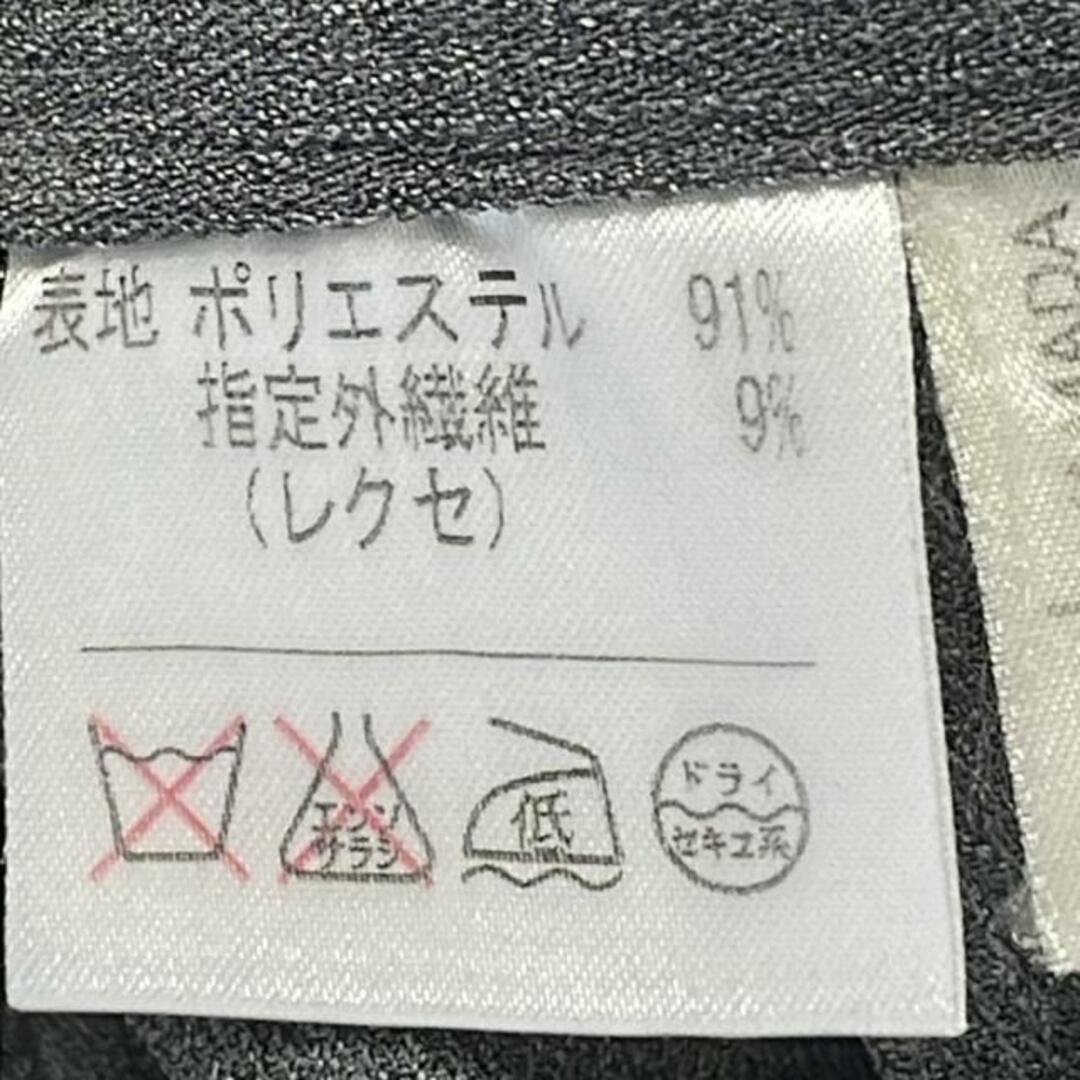 表地 ポリエステル 91%
指定外繊維 9%
(レクセ)
エンソ
サラシ
低
ドライ
セキユ系